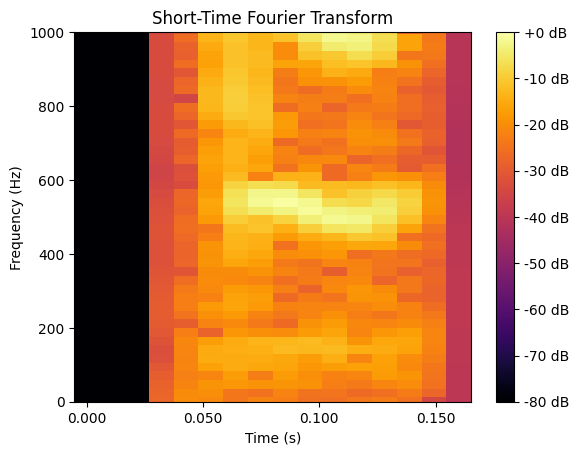 Short-Time Fourier Transform
1000
800
600
400
200
0
Frequency (Hz)
0.000
0.050
0.100
0.150
Time (s)
+0 dB
-10 dB
-20 dB
-30 dB
-40 dB
-50 dB
-60 dB
-70 dB
-80 dB